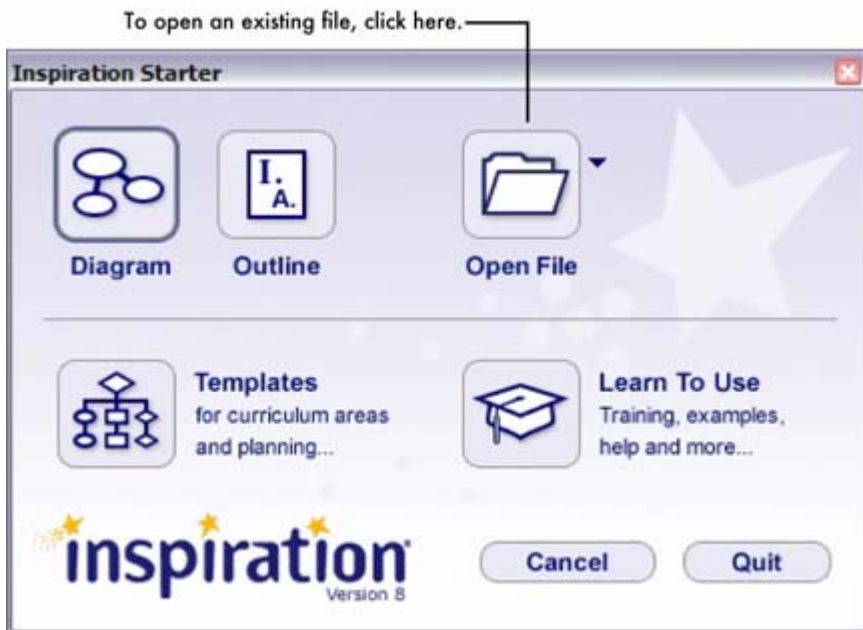 To open an existing file, click here.
Inspiration Starter
I.
A.
Diagram
Outline
Open File
Templates
for curriculum areas
and planning...
Learn To Use
Training, examples,
help and more...
inspiration
Version 8
Cancel
Quit